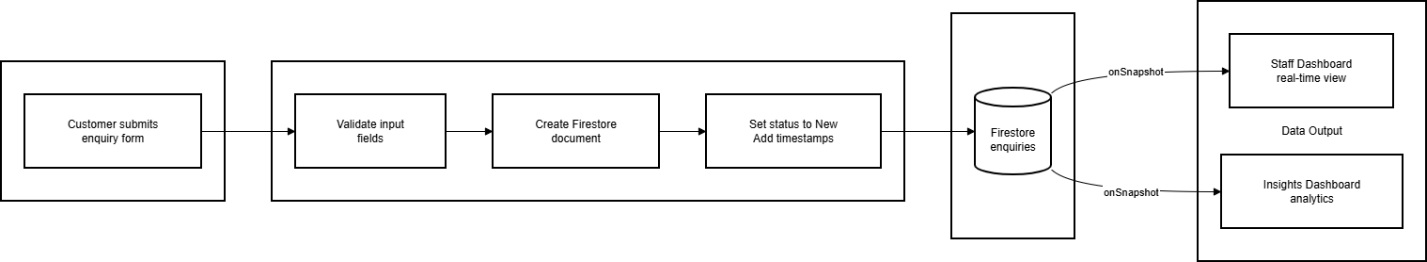 Customer submits
enquiry form
Validate input
fields
Create Firestore
document
Set status to New
Add timestamps
Firestore
enquiries
onSnapshot
onSnapshot
Staff Dashboard
real-time view
Data Output
Insights Dashboard
analytics